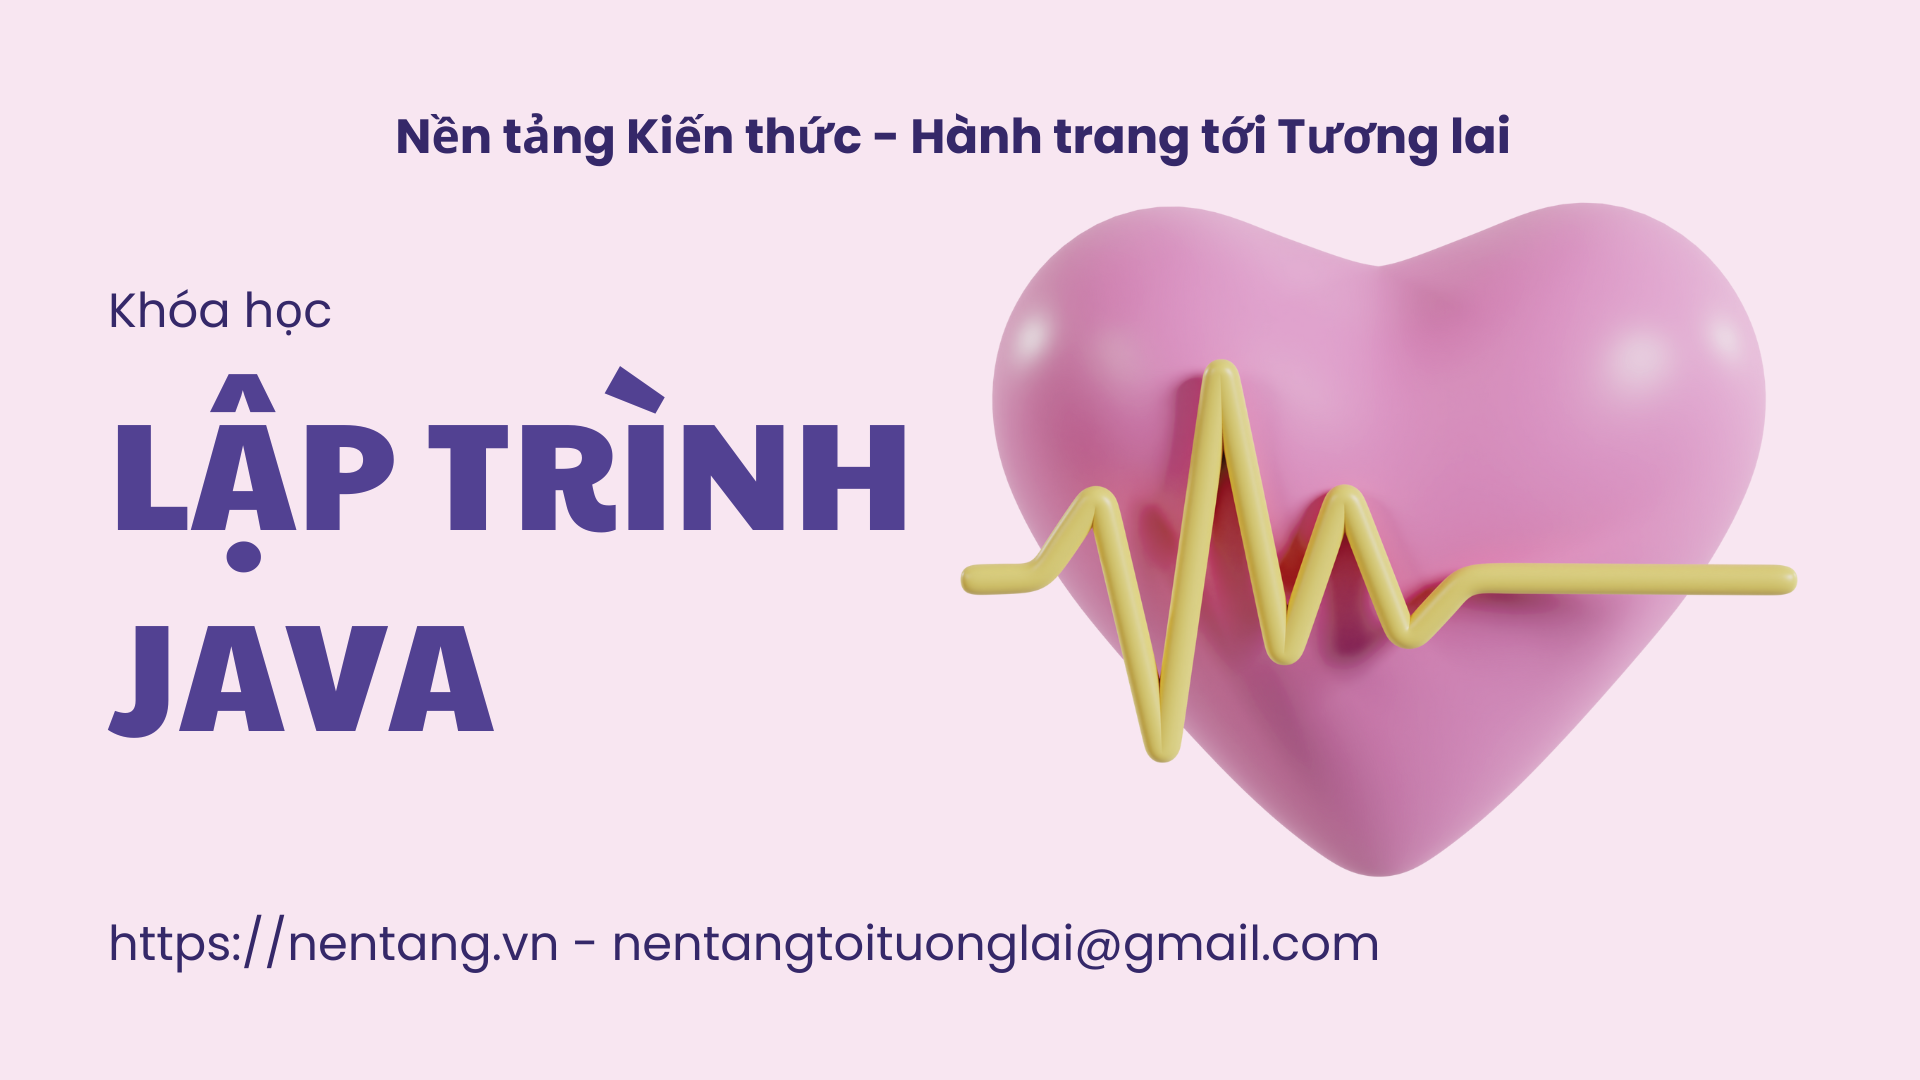 Nền tảng Kiến thức - Hành trang tới Tương lai
Khóa học
LẬP TRÌNH
JAVA
https://nentang.vn - nentangtoituonglai@gmail.com